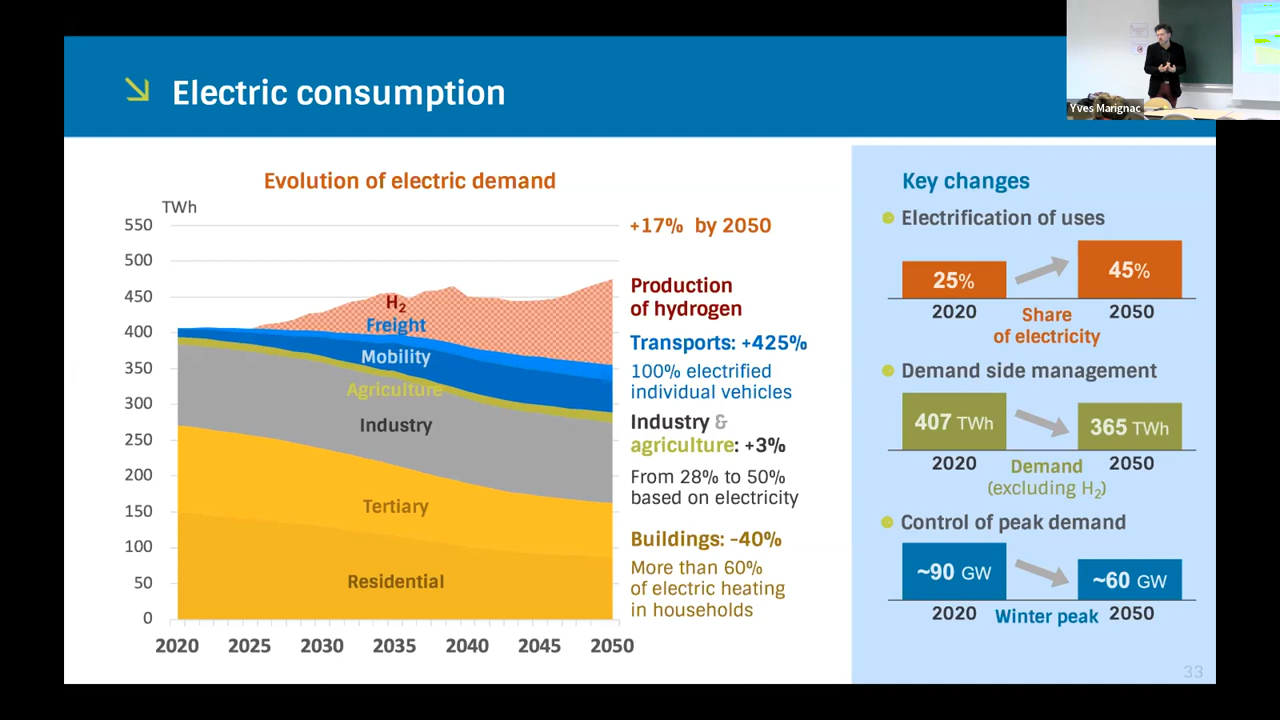 Electric consumption
Yves Marignac
Evolution of electric demand
TWh
550
500
450
400
350
300
250
200
150
100
50
0
2020 2025 2030 2035 2040 2045 2050
H2
Freight
Mobility
Agriculture
Industry
Tertiary
Residential
+17% by 2050
Production
of hydrogen
Transports: +425%
100% electrified
individual vehicles
Industry &
agriculture: +3%
From 28% to 50%
based on electricity
Buildings: -40%
More than 60%
of electric heating
in households
Key changes
Electrification of uses
25% 45%
2020 2050
Share
of electricity
Demand side management
407 TWh 365 TWh
2020 2050
Demand
(excluding H2)
Control of peak demand
~90 GW ~60 GW
2020 Winter peak 2050
33